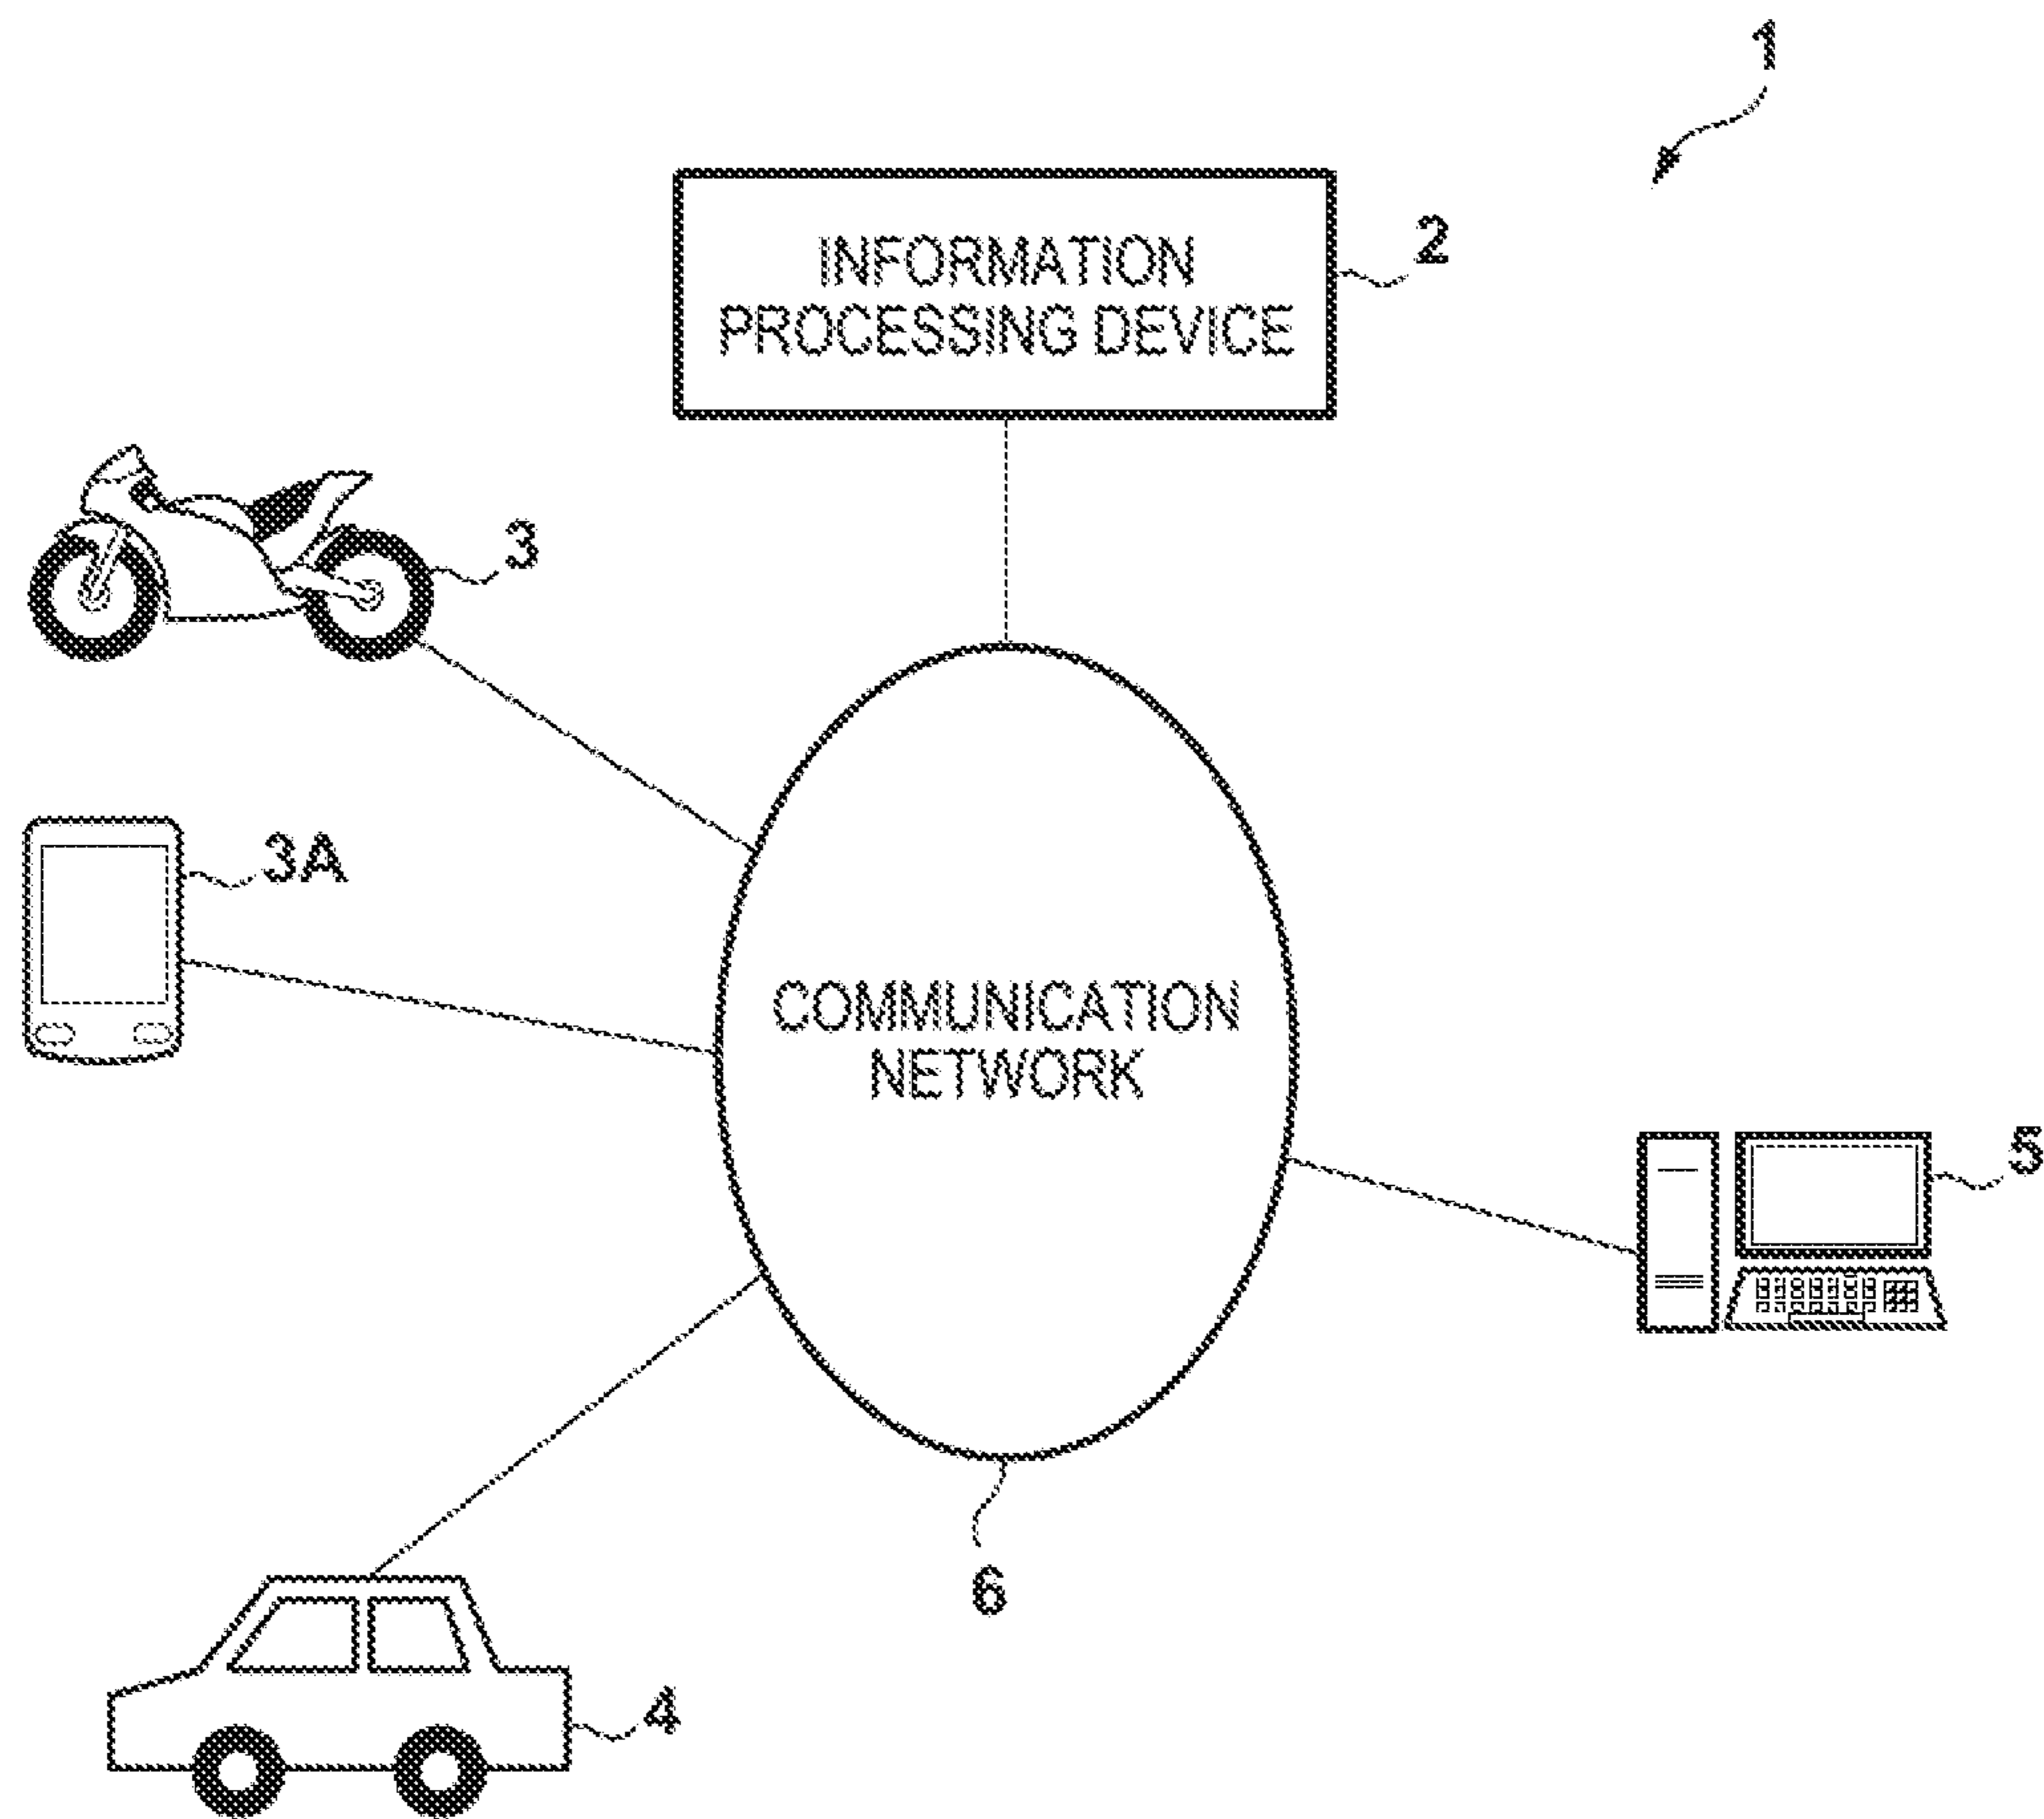 1
INFORMATION
PROCESSING DEVICE
2
3
3A
COMMUNICATION
NETWORK
5
6
4